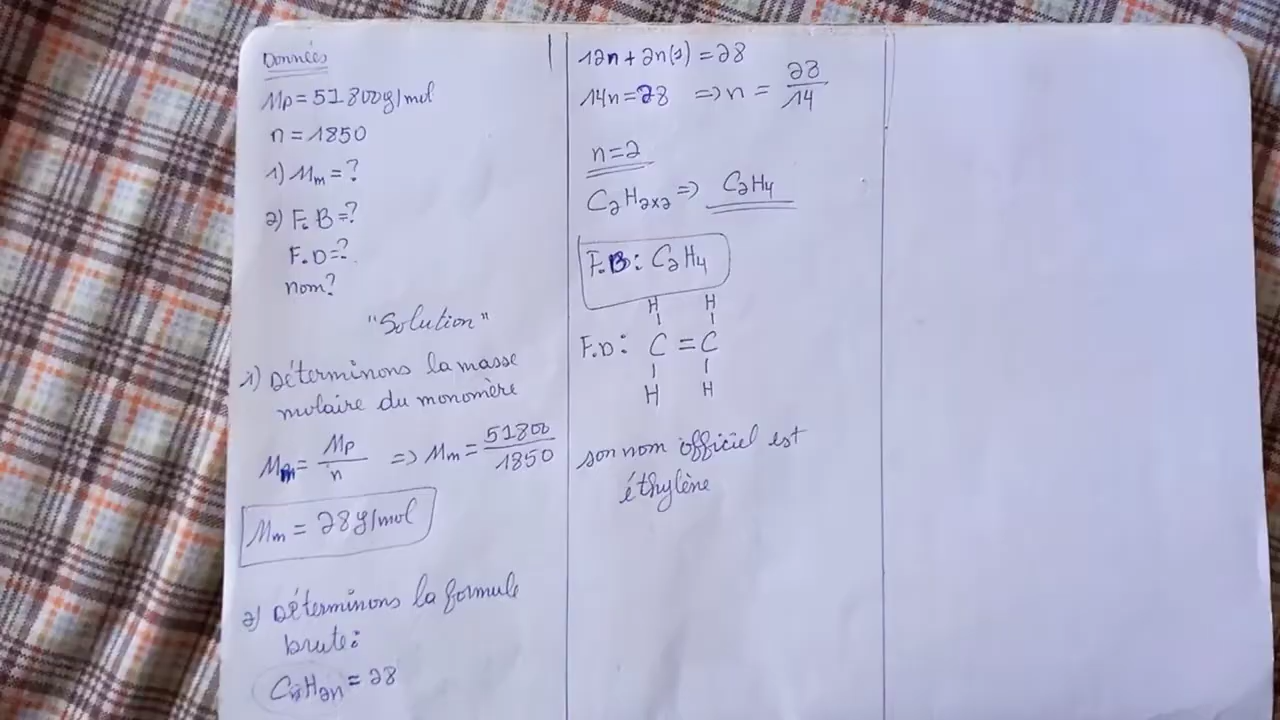 Données
Mp = 51800g/mol
n = 1850
1) Mm = ?
2) F.B = ?
F.D = ?
nom?
"Solution"
1) Déterminons la masse
molaire du monomère
Mm = Mp/n => Mm = 51800/1850
Mm = 28g/mol
2) Déterminons la formule
brute:
CnH2n = 28
12n + 2n(1) = 28
14n = 28 => n = 28/14
n = 2
C2H2x2 => C2H4
F.B: C2H4
H H
F.D: C = C
H H
son nom officiel est
éthylène